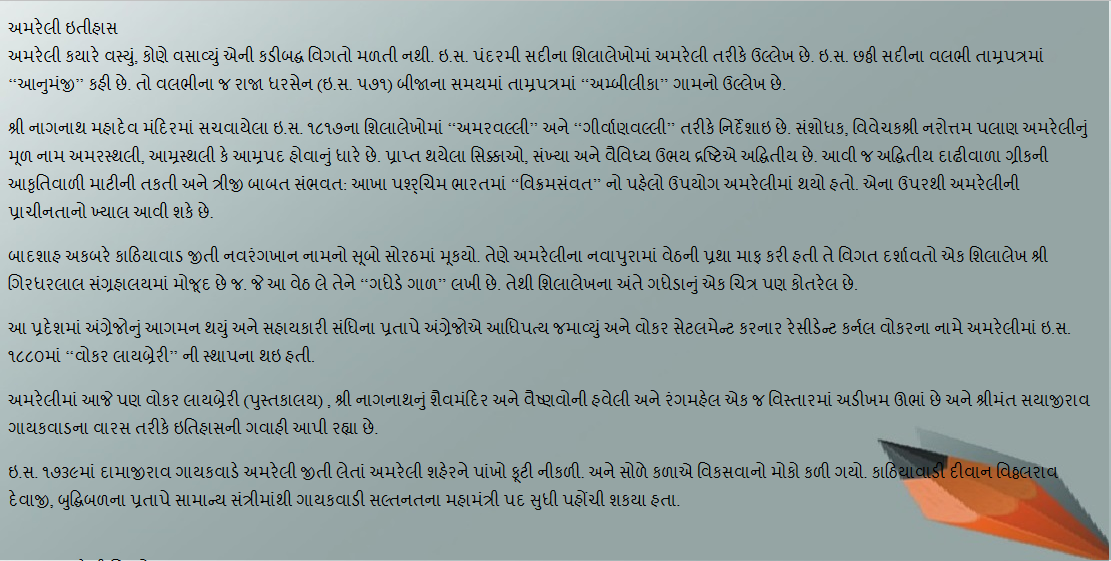 અમરેલી ઇતીહાસ
અમરેલી કયારે વસ્યું, કોણે વસાવ્યું એની કડીબદ્ધ વિગતો મળતી નથી. ઇ.સ. પંદરમી સદીના શિલાલેખોમાં અમરેલી તરીકે ઉલ્લેખ છે. ઇ.સ. છઠ્ઠી સદીના વલભી તામ્રપત્રમાં
“આનુમંજી” કહી છે. તો વલભીના જ રાજા ધરસેન (ઇ.સ. ૫૭૧) બીજાના સમયમાં તામ્રપત્રમાં “અમ્બીલીકા” ગામનો ઉલ્લેખ છે.
શ્રી નાગનાથ મહાદેવ મંદિરમાં સચવાયેલા ઇ.સ. ૧૮૧૭ના શિલાલેખોમાં “અમરવલ્લી” અને “ગીર્વાણવલ્લી” તરીકે નિર્દેશાઇ છે. સંશોધક, વિવેચકશ્રી નરોત્તમ પલાણ અમરેલીનું
મૂળ નામ અમરસ્થલી, આમ્રસ્થલી કે આમ્રપદ હોવાનું ધારે છે. પ્રાપ્ત થયેલા સિક્કાઓ, સંખ્યા અને વૈવિધ્ય ઉભય દ્રષ્ટિએ અદ્વિતીય છે. આવી જ અદ્વિતીય દાઢીવાળા ગ્રીકની
આકૃતિવાળી માટીની તકતી અને ત્રીજી બાબત સંભવત: આખા પશ્ર્ચિમ ભારતમાં “વિક્રમસંવત” નો પહેલો ઉપયોગ અમરેલીમાં થયો હતો. એના ઉપરથી અમરેલીની
પ્રાચીનતાનો ખ્યાલ આવી શકે છે.
બાદશાહ અકબરે કાઠિયાવાડ જીતી નવરંગખાન નામનો સૂબો સોરઠમાં મૂકયો. તેણે અમરેલીના નવાપુરામાં વેઠની પ્રથા માફ કરી હતી તે વિગત દર્શાવતો એક શિલાલેખ શ્રી
ગિરધરલાલ સંગ્રહાલયમાં મોજૂદ છે જ. જે આ વેઠ લે તેને “ગધેડે ગાળ” લખી છે. તેથી શિલાલેખના અંતે ગધેડાનું એક ચિત્ર પણ કોતરેલ છે.
આ પ્રદેશમાં અંગ્રેજોનું આગમન થયું અને સહાયકારી સંધિના પ્રતાપે અંગ્રેજોએ આધિપત્ય જમાવ્યું અને વોકર સેટલમેન્ટ કરનાર રેસીડેન્ટ કર્નલ વોકરના નામે અમરેલીમાં ઇ.સ.
૧૮૮૦માં “વોકર લાયબ્રેરી” ની સ્થાપના થઇ હતી.
અમરેલીમાં આજે પણ વોકર લાયબ્રેરી (પુસ્તકાલય) , શ્રી નાગનાથનું શૈવમંદિર અને વૈષ્ણવોની હવેલી અને રંગમહેલ એક જ વિસ્તારમાં અડીખમ ઊભાં છે અને શ્રીમંત સયાજીરાવ
ગાયકવાડના વારસ તરીકે ઇતિહાસની ગવાહી આપી રહ્યા છે.
ઇ.સ. ૧૭૩૯માં દામાજીરાવ ગાયકવાડે અમરેલી જીતી લેતાં અમરેલી શહેરને પાંખો ફૂટી નીકળી. અને સોળે કળાએ વિકસવાનો મોકો કળી ગયો. કાઠિયાવાડી દીવાન વિઠ્ઠલરાવ
દેવાજી, બુદ્ધિબળના પ્રતાપે સામાન્ય સંત્રીમાંથી ગાયકવાડી સલ્તનતના મહામંત્રી પદ સુધી પહોંચી શકયા હતા.